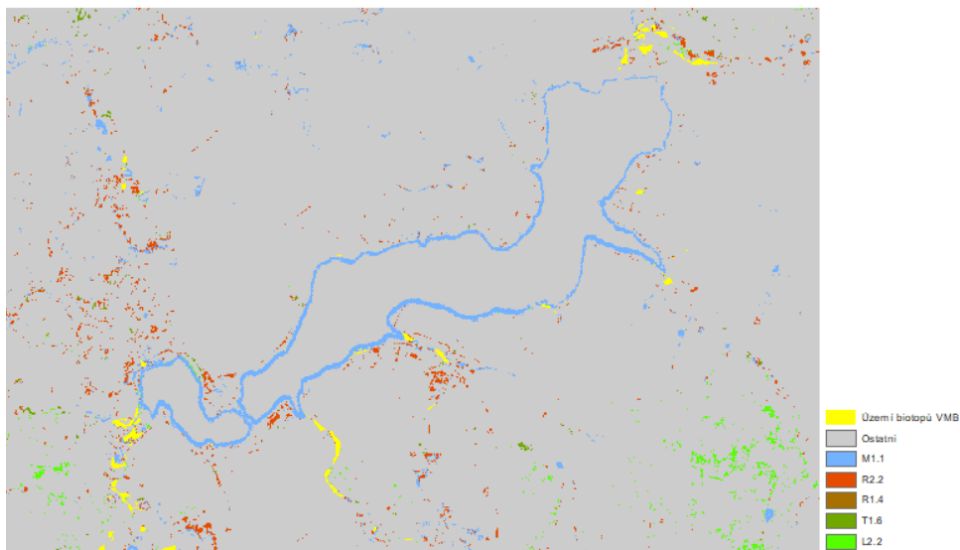 Území biotopů VMB
Ostatní
M1.1
R2.2
R1.4
T1.6
L2.2